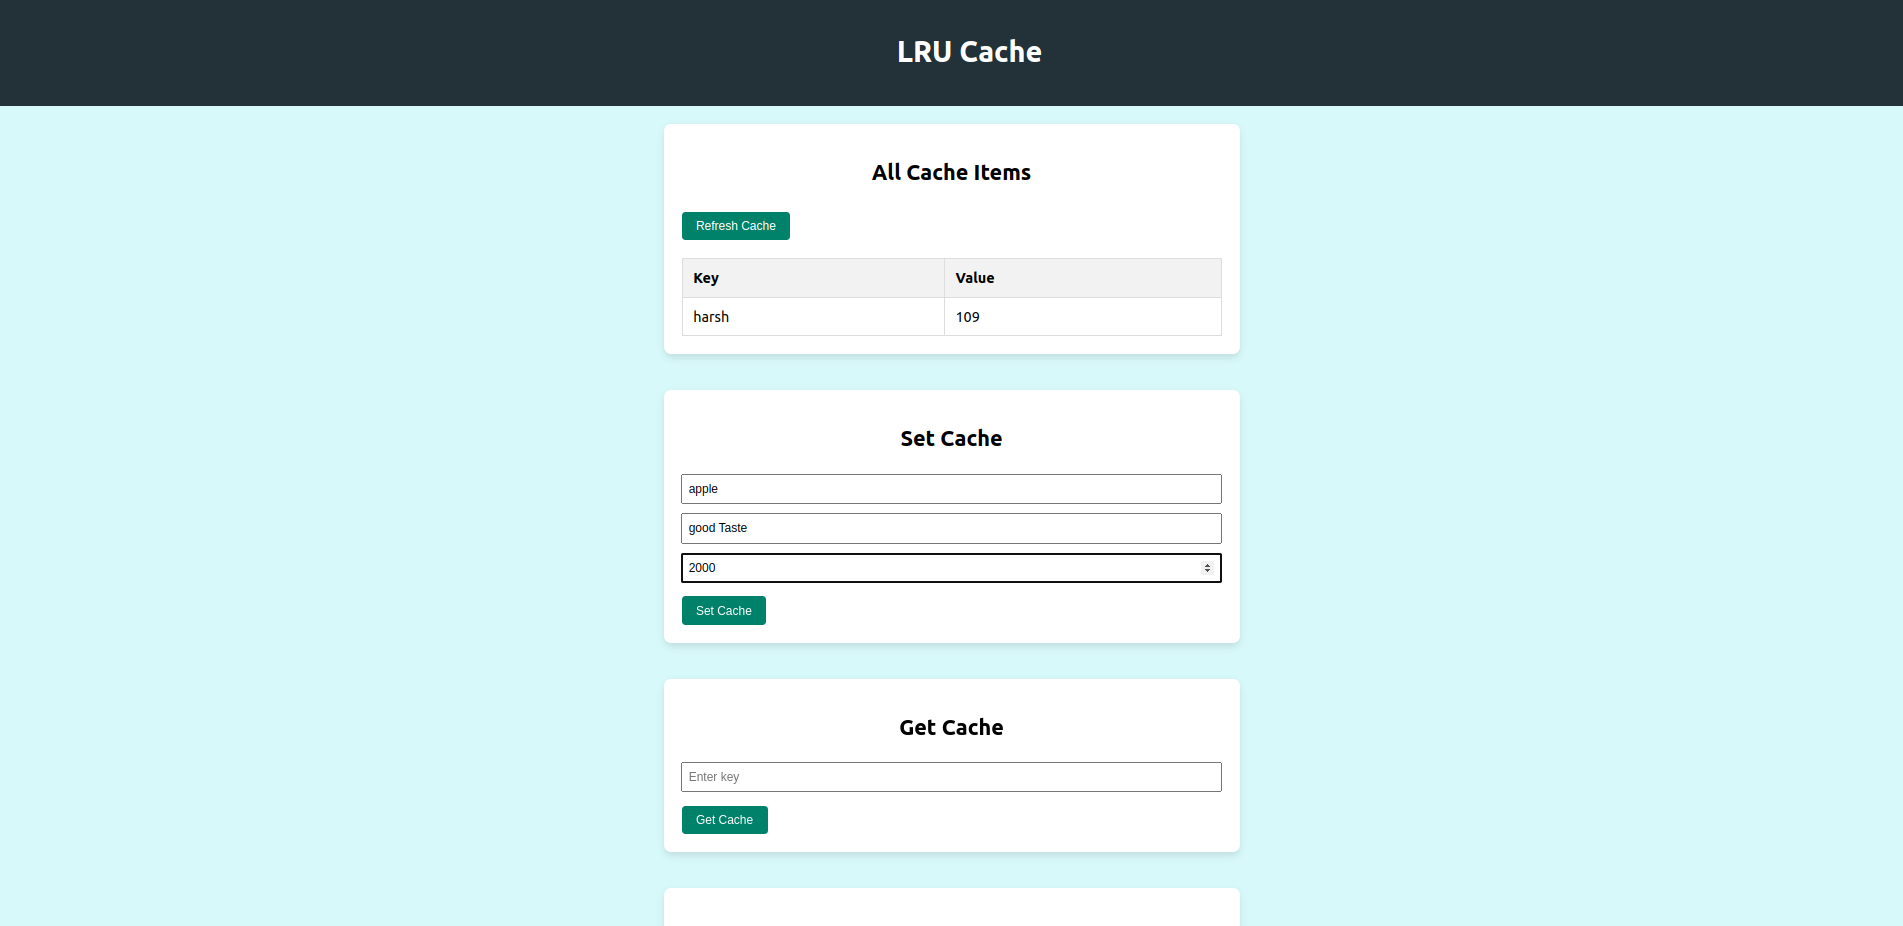 LRU Cache
All Cache Items
Refresh Cache
Key Value
harsh 109
Set Cache
apple
good Taste
2000
Set Cache
Get Cache
Enter key
Get Cache